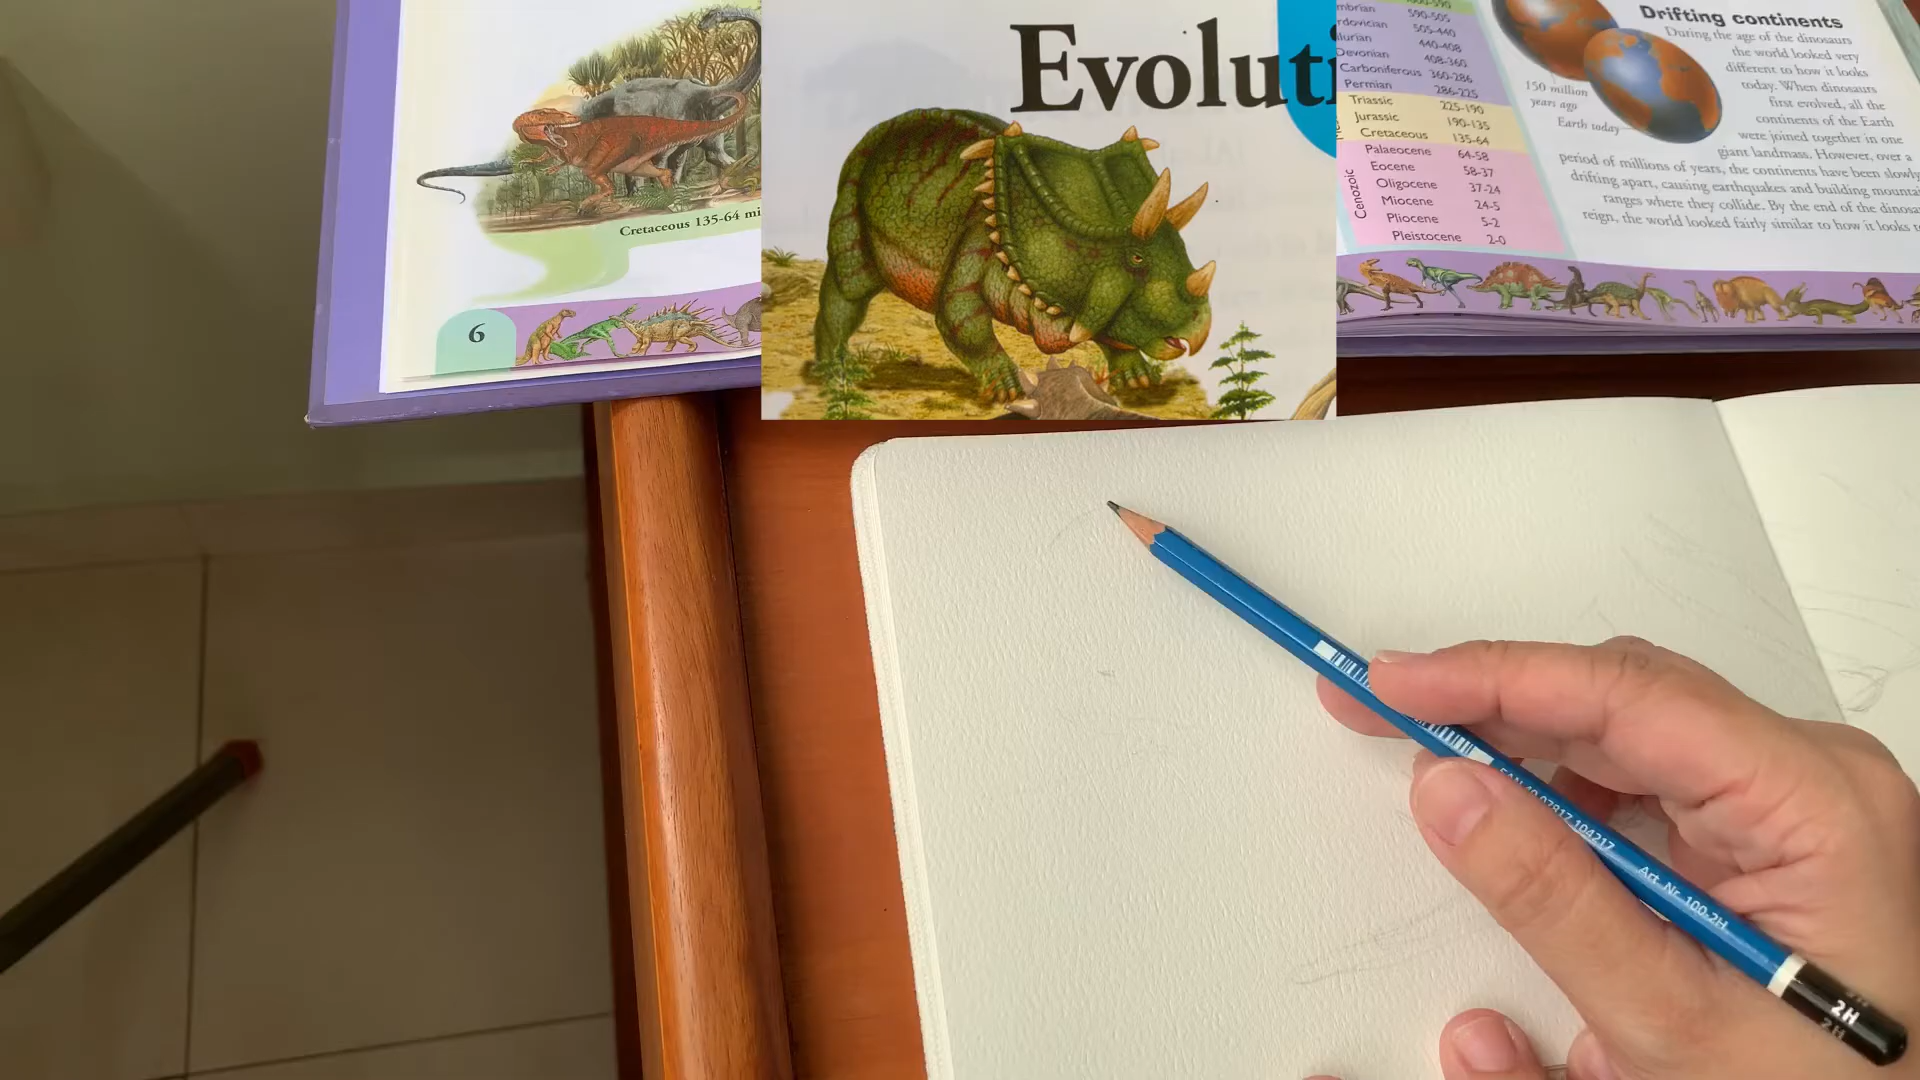 Cretaceous 135-64
6
Evolut
590-505
505-440
440-408
Devonian 408-360
Carboniferous 360-286
Permian 286-225
Triassic 225-190
Jurassic 190-135
Cretaceous 135-64
Palaeocene 64-58
Eocene 58-37
Oligocene 37-24
Miocene 24-5
Pliocene 5-2
Pleistocene 2-0
Cenozoic
150 million
years ago
Earth today
Drifting continents
During the age of the dinosaurs
the world looked very
different to how it looks
today. When dinosaurs
first evolved, all the
continents of the Earth
were joined together in one
giant landmass. However, over a
period of millions of years, the continents have been slowly
drifting apart, causing earthquakes and building
ranges where they collide. By the end of the
reign, the world looked fairly similar to how it looks
EAN 40 07817 104217 Art. Nr. 100-2H
2H
2H